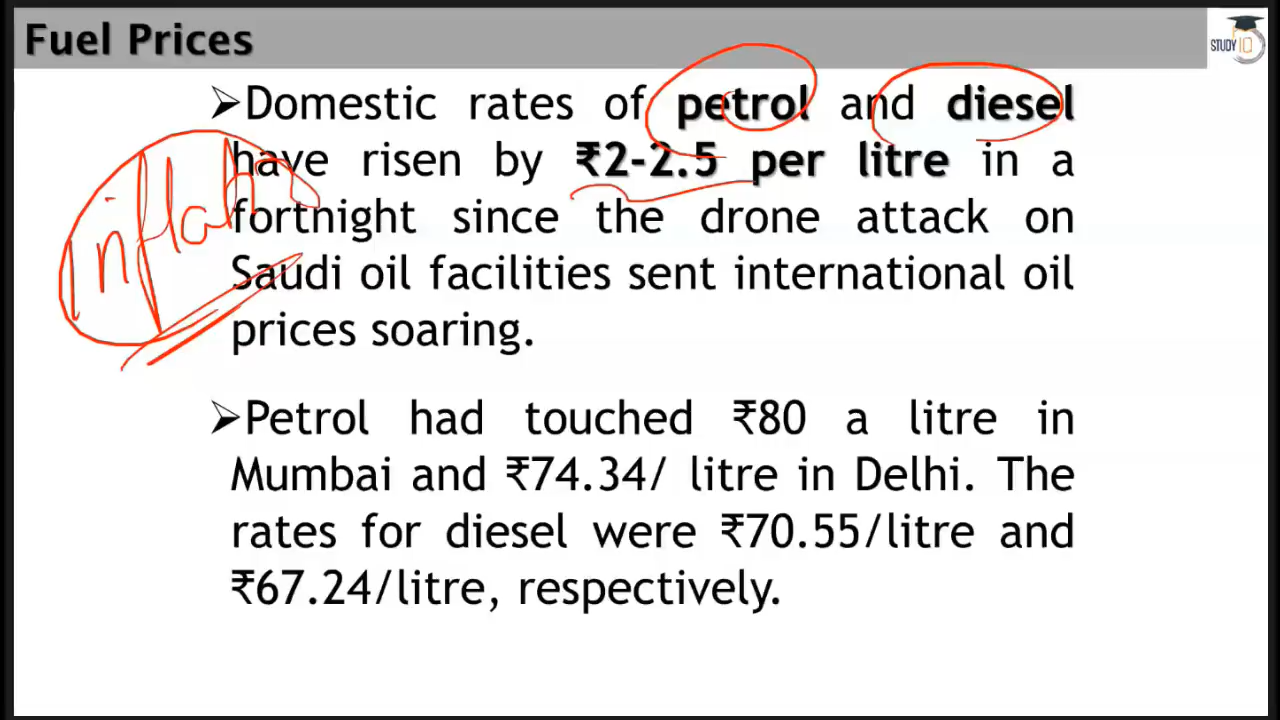 Fuel Prices
STUDY IQ
➢Domestic rates of petrol and diesel
have risen by ₹2-2.5 per litre in a
fortnight since the drone attack on
Saudi oil facilities sent international oil
prices soaring.
➢Petrol had touched ₹80 a litre in
Mumbai and ₹74.34/ litre in Delhi. The
rates for diesel were ₹70.55/litre and
₹67.24/litre, respectively.